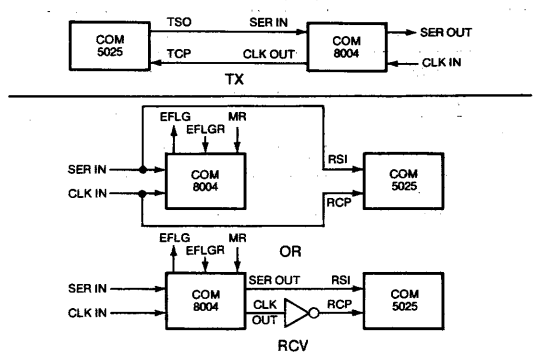 COM 5025
TSO
SER IN
TCP
CLK OUT
COM 8004
SER OUT
CLK IN
TX
EFLG
EFLGR
MR
SER IN
CLK IN
COM 8004
RSI
RCP
COM 5025
OR
EFLG
EFLGR
MR
SER IN
CLK IN
COM 8004
SER OUT
CLK OUT
RSI
RCP
COM 5025
RCV